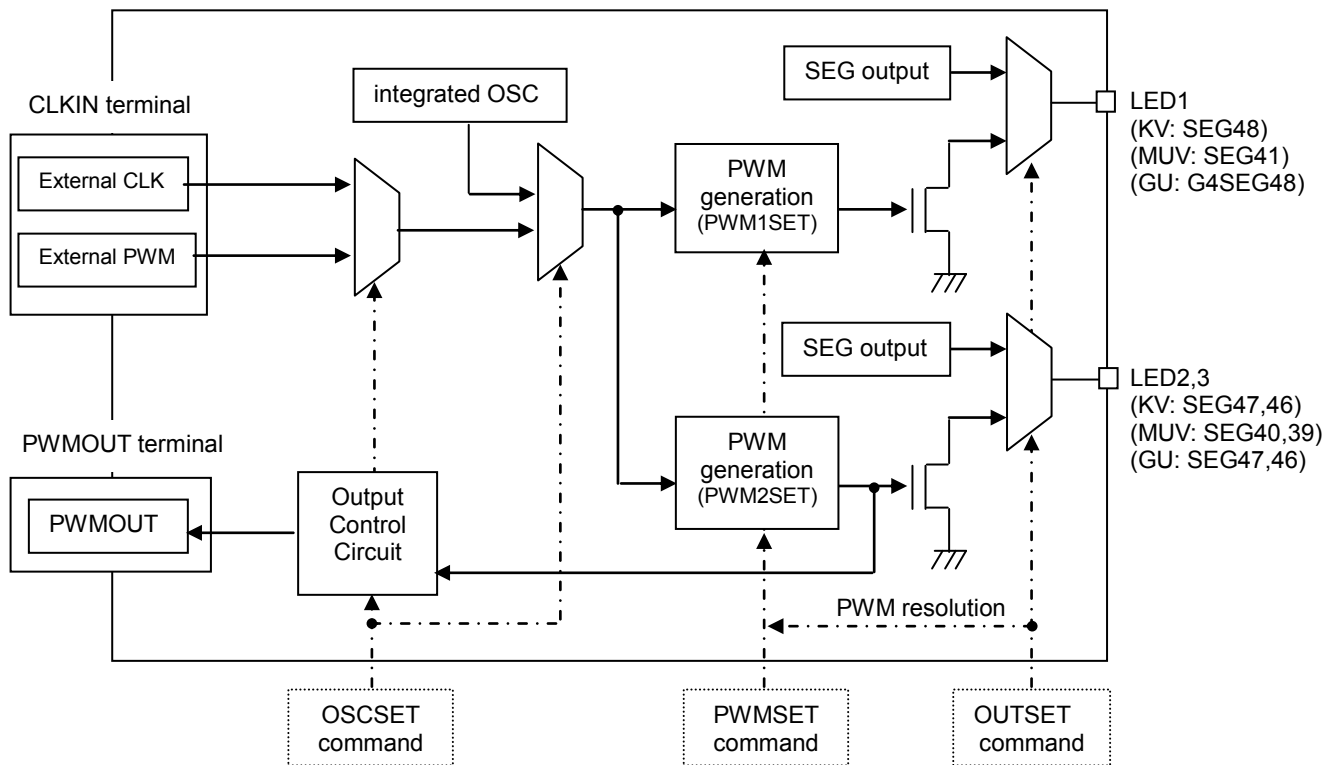 CLKIN terminal
External CLK
External PWM
integrated OSC
PWM
generation
(PWM1SET)
SEG output
LED1
(KV: SEG48)
(MUV: SEG41)
(GU: G4SEG48)
SEG output
LED2,3
(KV: SEG47,46)
(MUV: SEG40,39)
(GU: SEG47,46)
PWMOUT terminal
PWMOUT
Output
Control
Circuit
PWM
generation
(PWM2SET)
PWM resolution
OSCSET
command
PWMSET
command
OUTSET
command